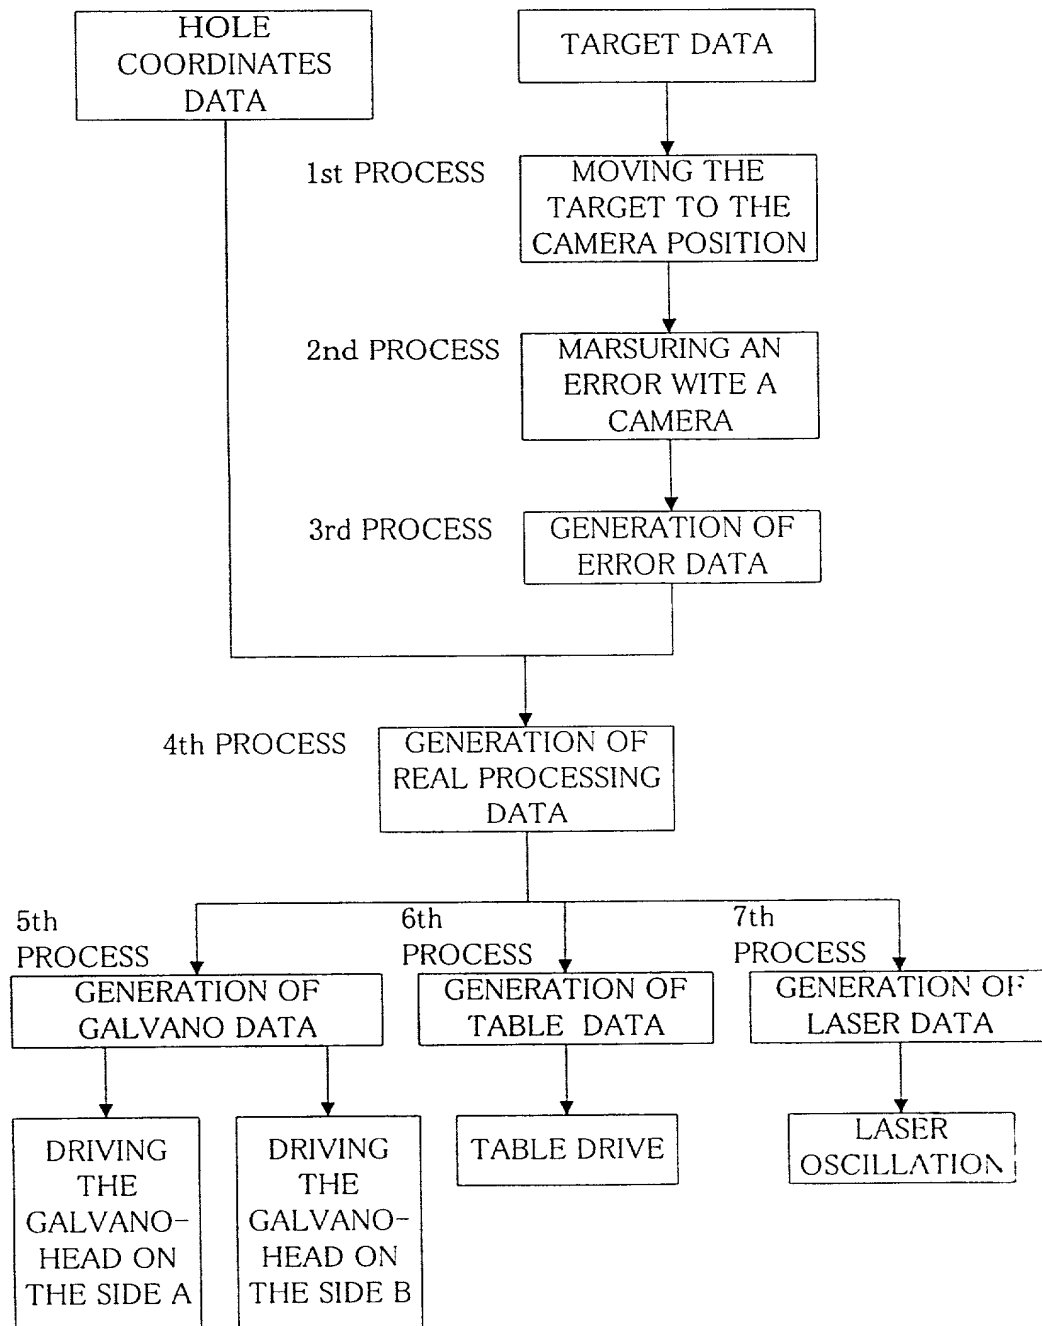 HOLE
COORDINATES
DATA
TARGET DATA
1st PROCESS
MOVING THE
TARGET TO THE
CAMERA POSITION
2nd PROCESS
MARSURING AN
ERROR WITE A
CAMERA
3rd PROCESS
GENERATION OF
ERROR DATA
4th PROCESS
GENERATION OF
REAL PROCESSING
DATA
5th
PROCESS
GENERATION OF
GALVANO DATA
6th
PROCESS
GENERATION OF
TABLE DATA
7th
PROCESS
GENERATION OF
LASER DATA
DRIVING
THE
GALVANO-
HEAD ON
THE SIDE A
DRIVING
THE
GALVANO-
HEAD ON
THE SIDE B
TABLE DRIVE
LASER
OSCILLATION